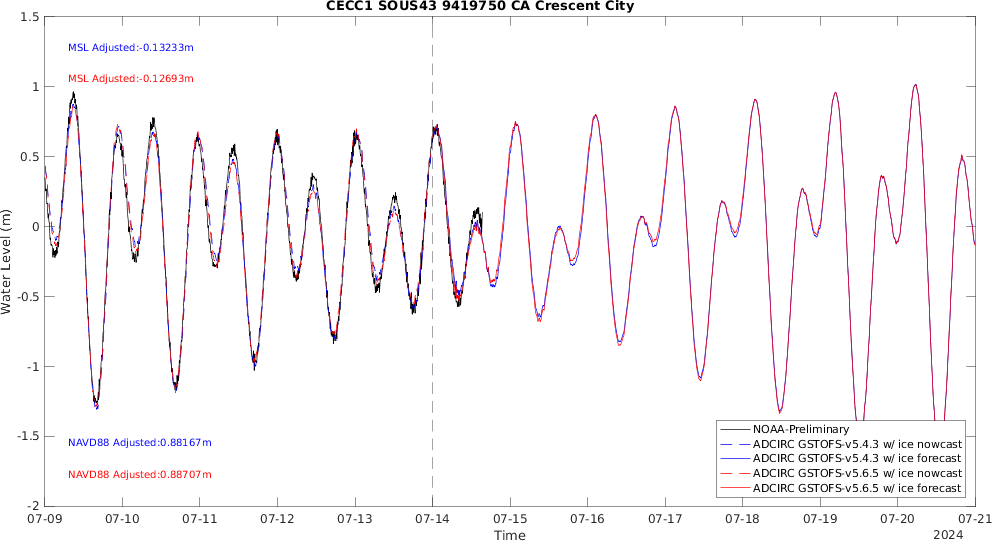 CECC1 SOUS43 9419750 CA Crescent City
1.5
1
0.5
0
-0.5
-1
-1.5
-2
Water Level (m)
MSL Adjusted:-0.13233m
MSL Adjusted:-0.12693m
NAVD88 Adjusted:0.88167m
NAVD88 Adjusted:0.88707m
NOAA-Preliminary
ADCIRC GSTOFS-v5.4.3 w/ ice nowcast
ADCIRC GSTOFS-v5.4.3 w/ ice forecast
ADCIRC GSTOFS-v5.6.5 w/ ice nowcast
ADCIRC GSTOFS-v5.6.5 w/ ice forecast
07-09 07-10 07-11 07-12 07-13 07-14 07-15 07-16 07-17 07-18 07-19 07-20 07-21
Time
2024